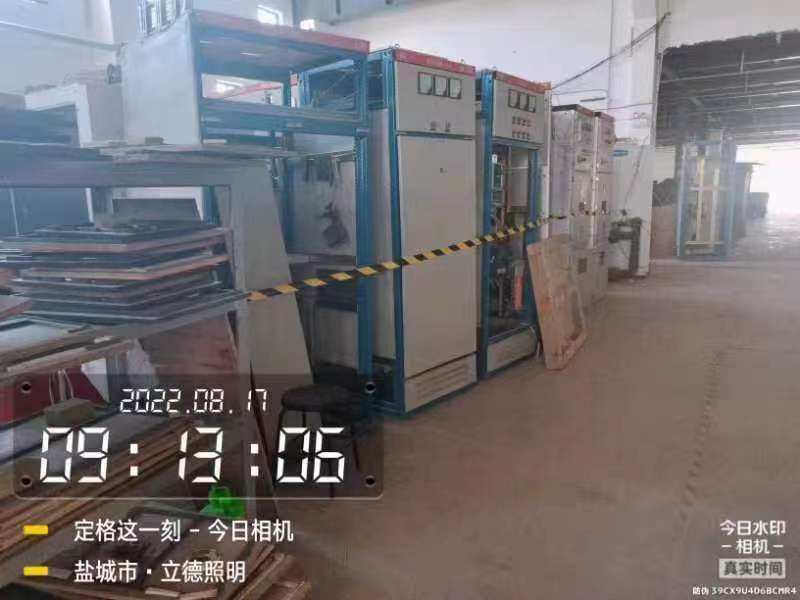 2022.08.17
09:13:06
定格这一刻 - 今日相机
盐城市·立德照明
今日水印
-相机-
真实时间
防伪 39CX9U4D6BCMR4